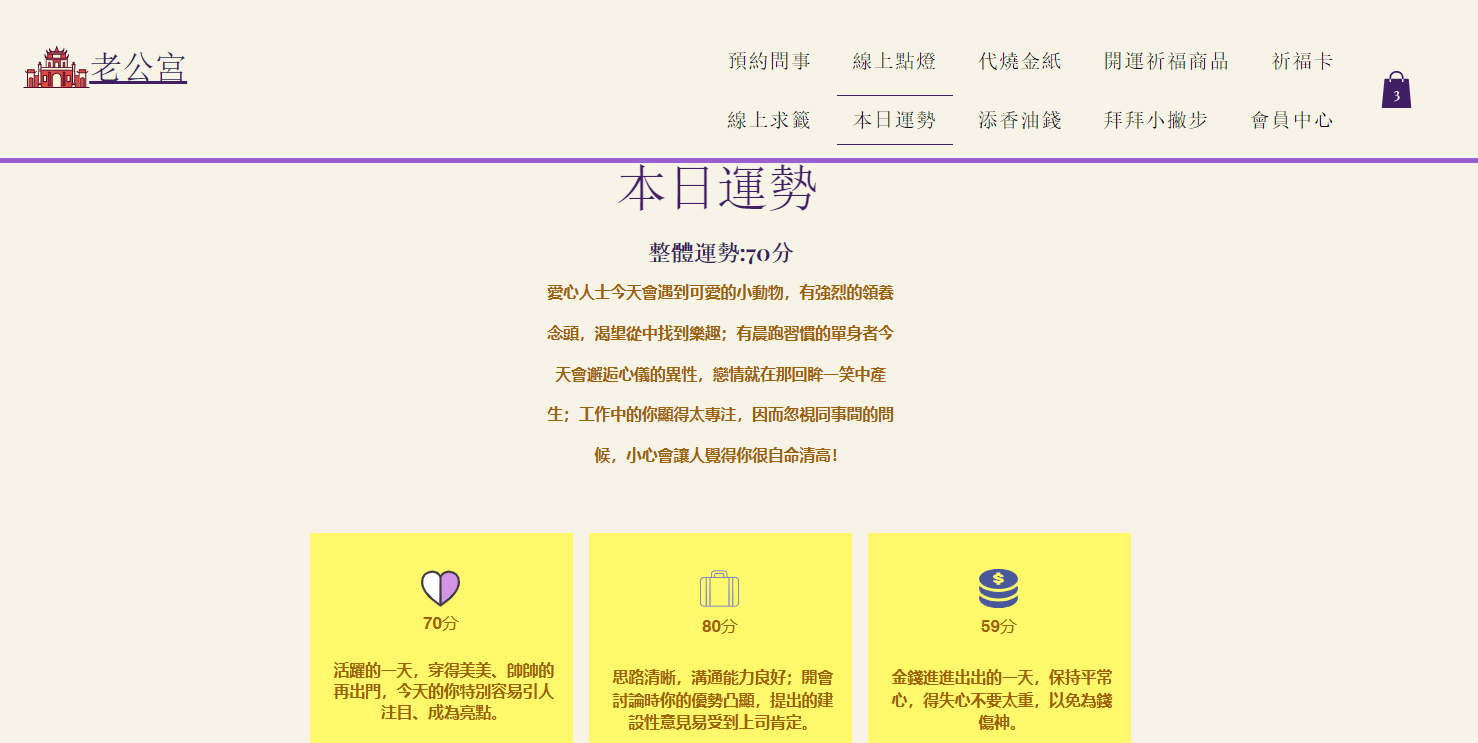 老公宮
預約問事 線上點燈 代燒金紙 開運祈福商品 祈福卡
3
線上求籤 本日運勢 添香油錢 拜拜小撇步 會員中心
本日運勢
整體運勢:70分
愛心人士今天會遇到可愛的小動物，有強烈的領養
念頭，渴望從中找到樂趣；有晨跑習慣的單身者今
天會邂逅心儀的異性，戀情就在那回眸一笑中產
生；工作中的你顯得太專注，因而忽視同事間的問
候，小心會讓人覺得你很自命清高！
70分
活躍的一天，穿得美美、帥帥的
再出門，今天的你特別容易引人
注目、成為亮點。
80分
思路清晰，溝通能力良好；開會
討論時你的優勢凸顯，提出的建
設性意見易受到上司肯定。
$
59分
金錢進進出出的一天，保持平常
心，得失心不要太重，以免為錢
傷神。